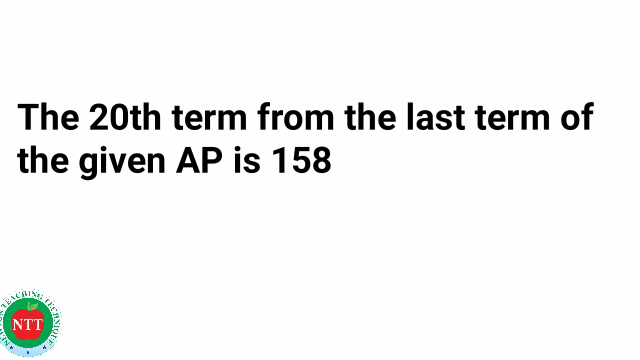 The 20th term from the last term of
the given AP is 158
NTT